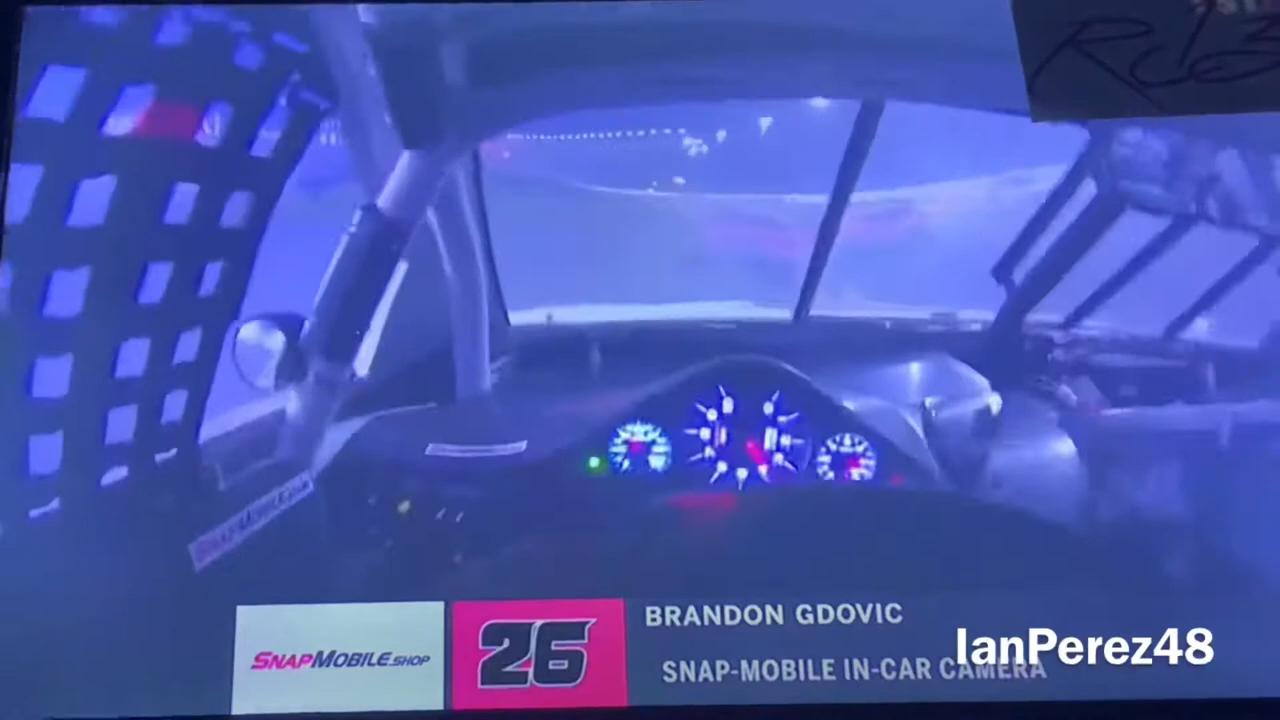 SNAPMOBILE.SHOP
26
BRANDON GDOVIC
SNAP-MOBILE IN-CAR CAMERA
IanPerez48